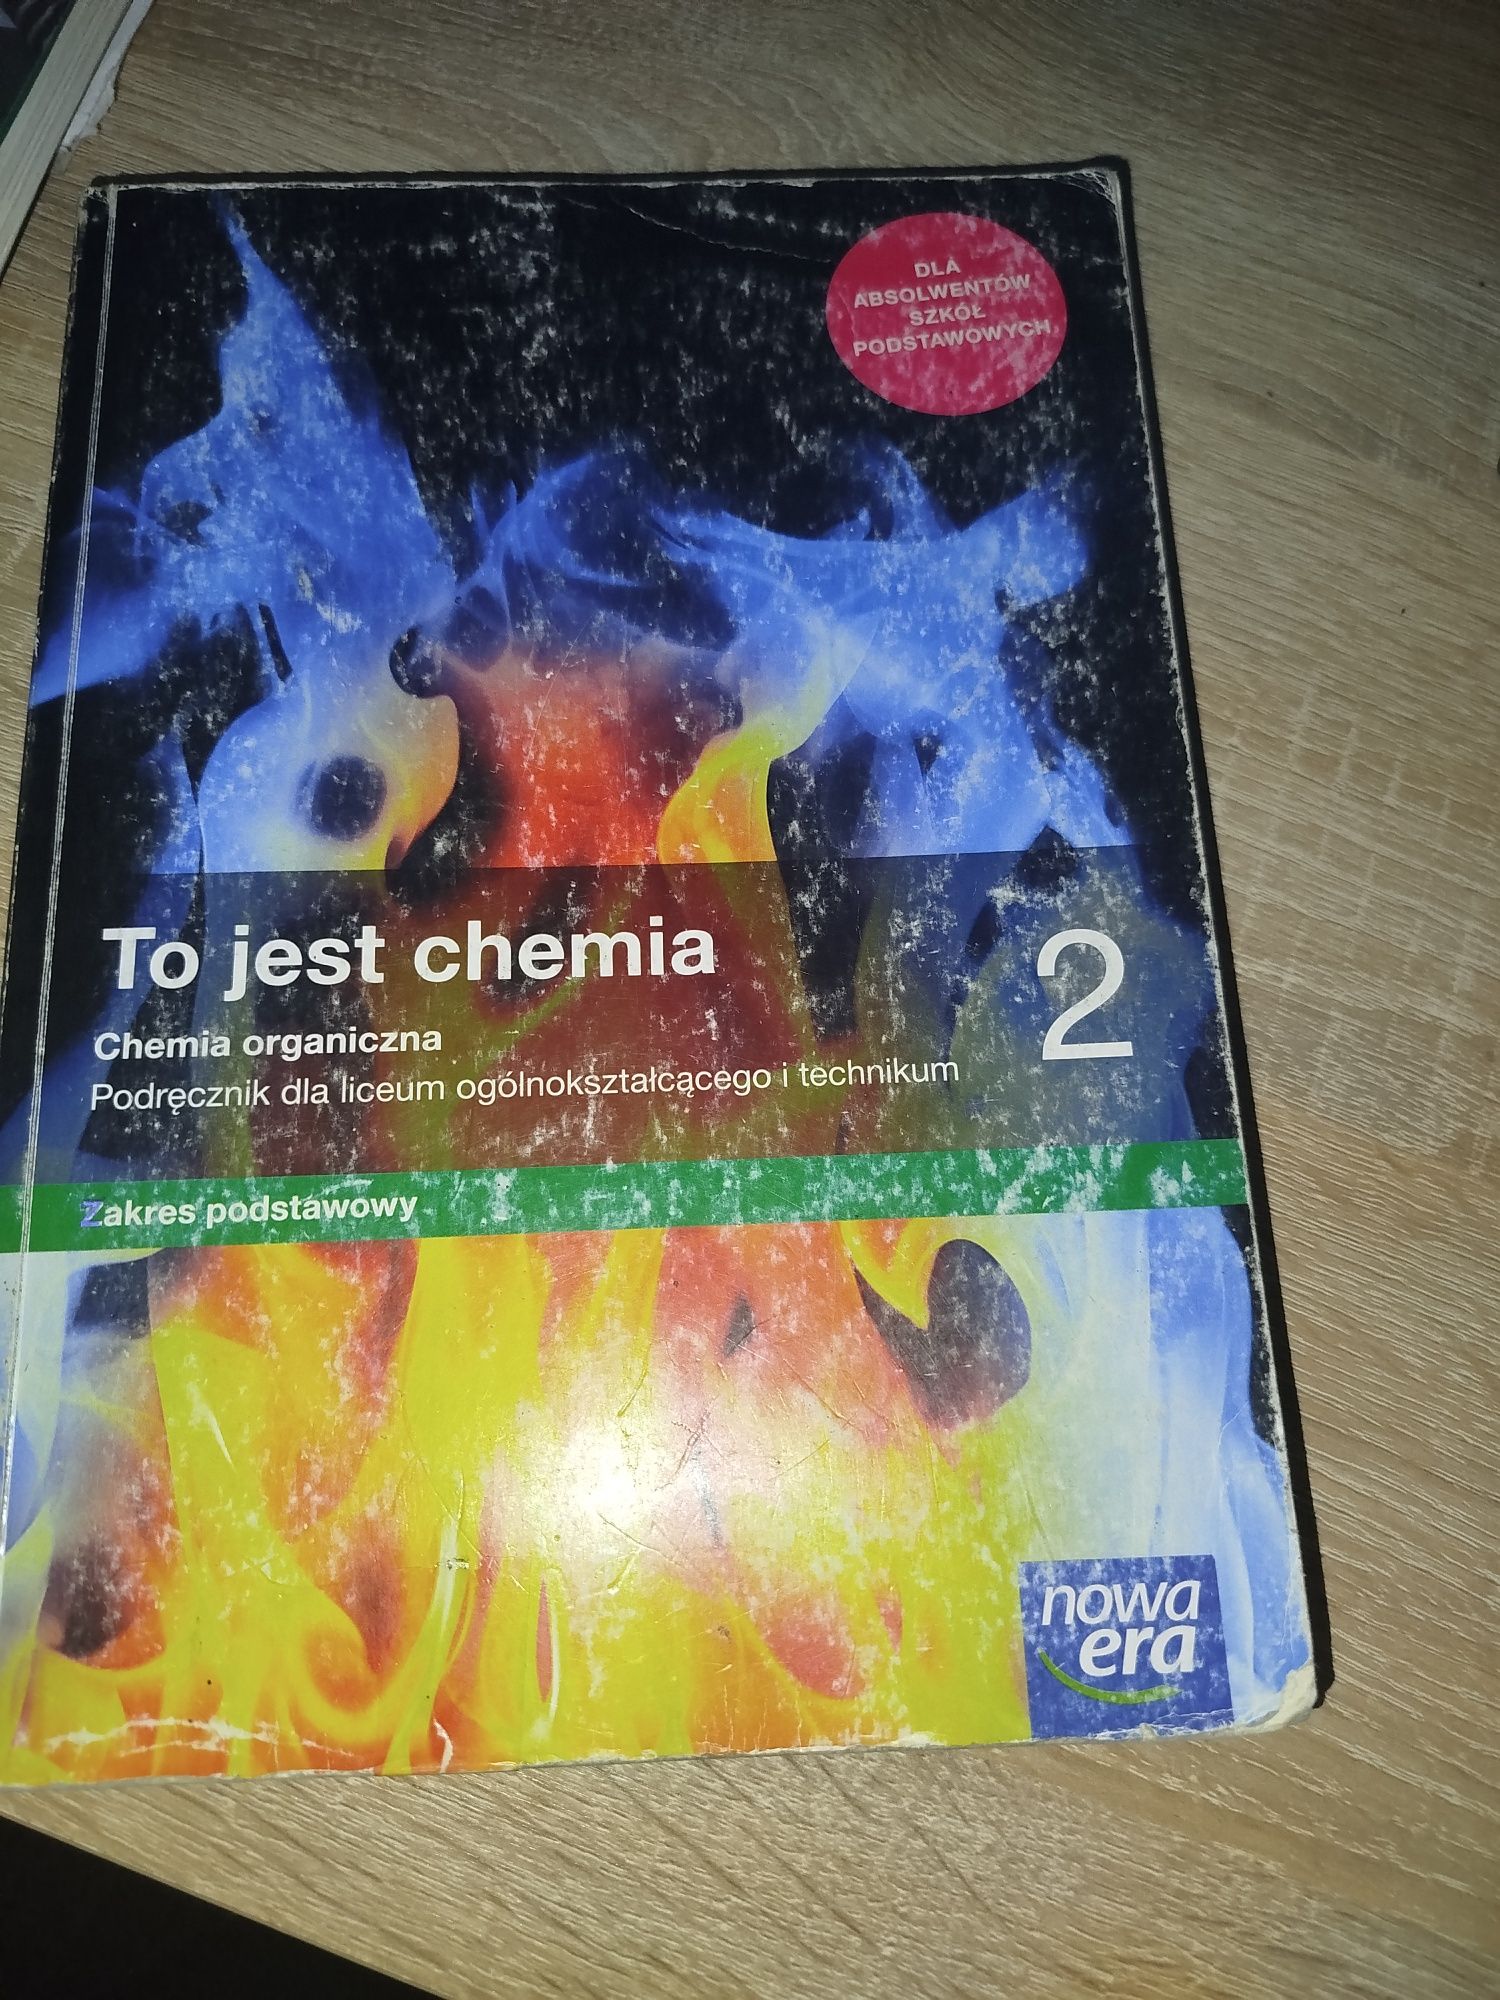 DLA
ABSOLWENTÓW
SZKÓŁ
PODSTAWOWYCH
To jest chemia
2
Chemia organiczna
Podręcznik dla liceum ogólnokształcącego i technikum
Zakres podstawowy
nowa
era